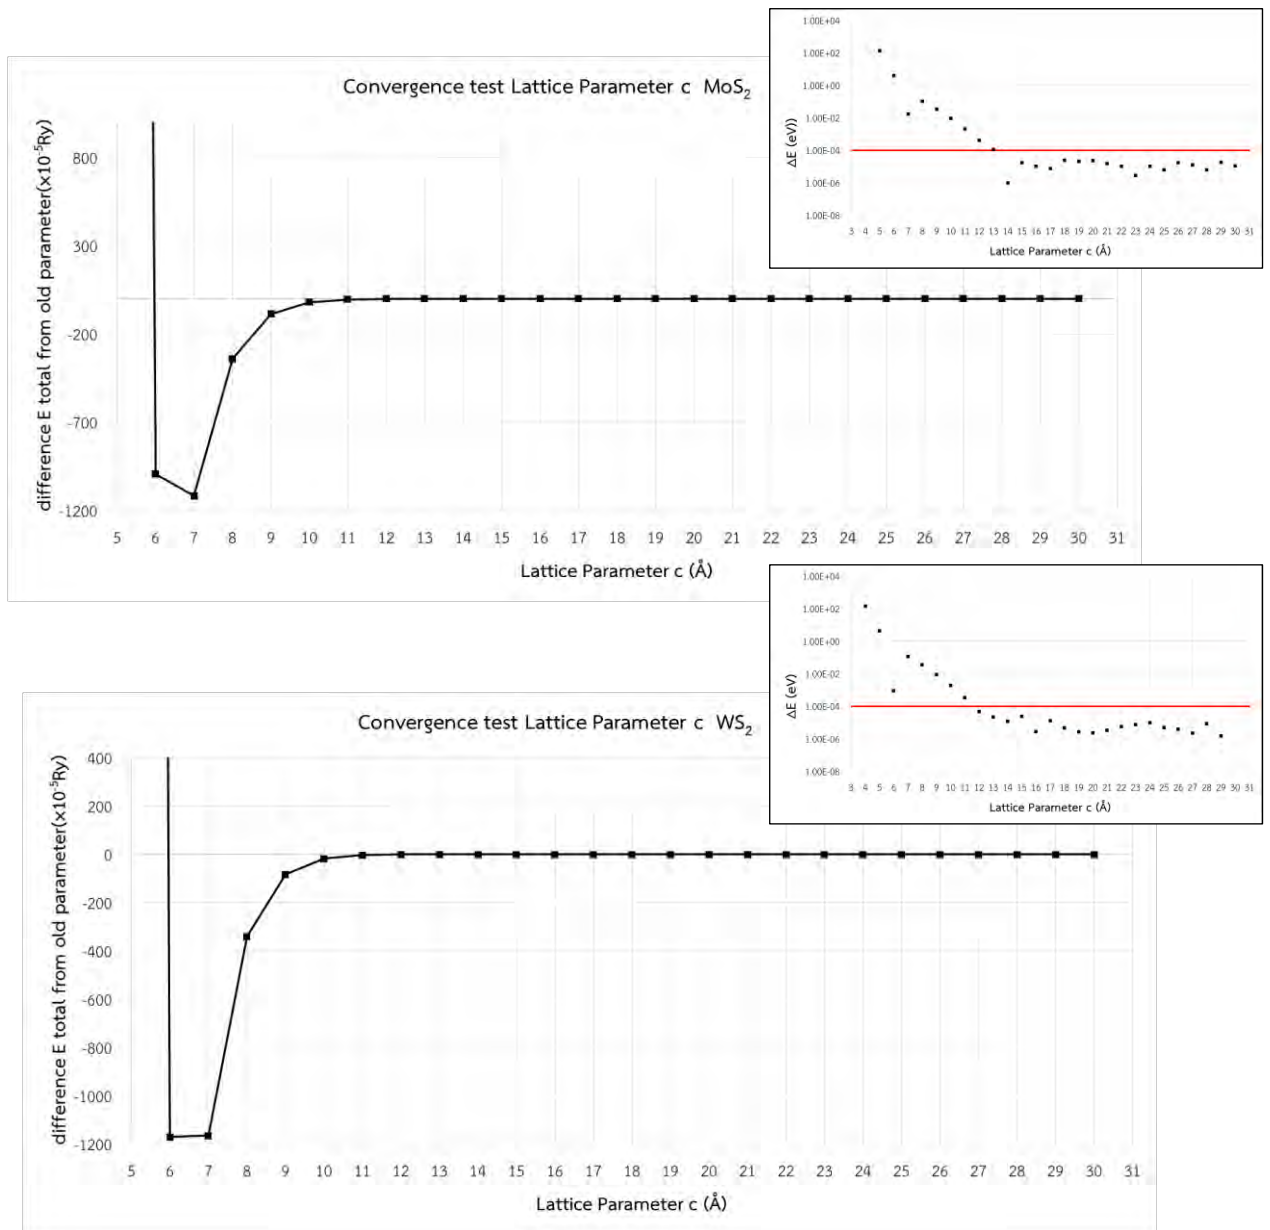 Convergence test Lattice Parameter c MoS2
difference E total from old parameter(x10-5Ry)
800
300
-200
-700
-1200
5 6 7 8 9 10 11 12 13 14 15 16 17 18 19 20 21 22 23 24 25 26 27 28 29 30 31
Lattice Parameter c (Å)
ΔE (eV))
1.00E+04
1.00E+02
1.00E+00
1.00E-02
1.00E-04
1.00E-06
1.00E-08
3 4 5 6 7 8 9 10 11 12 13 14 15 16 17 18 19 20 21 22 23 24 25 26 27 28 29 30 31
Lattice Parameter c (Å)
Convergence test Lattice Parameter c WS2
difference E total from old parameter(x10-5Ry)
400
200
0
-200
-400
-600
-800
-1000
-1200
5 6 7 8 9 10 11 12 13 14 15 16 17 18 19 20 21 22 23 24 25 26 27 28 29 30 31
Lattice Parameter c (Å)
ΔE (eV)
1.00E+04
1.00E+02
1.00E+00
1.00E-02
1.00E-04
1.00E-06
1.00E-08
3 4 5 6 7 8 9 10 11 12 13 14 15 16 17 18 19 20 21 22 23 24 25 26 27 28 29 30 31
Lattice Parameter c (Å)